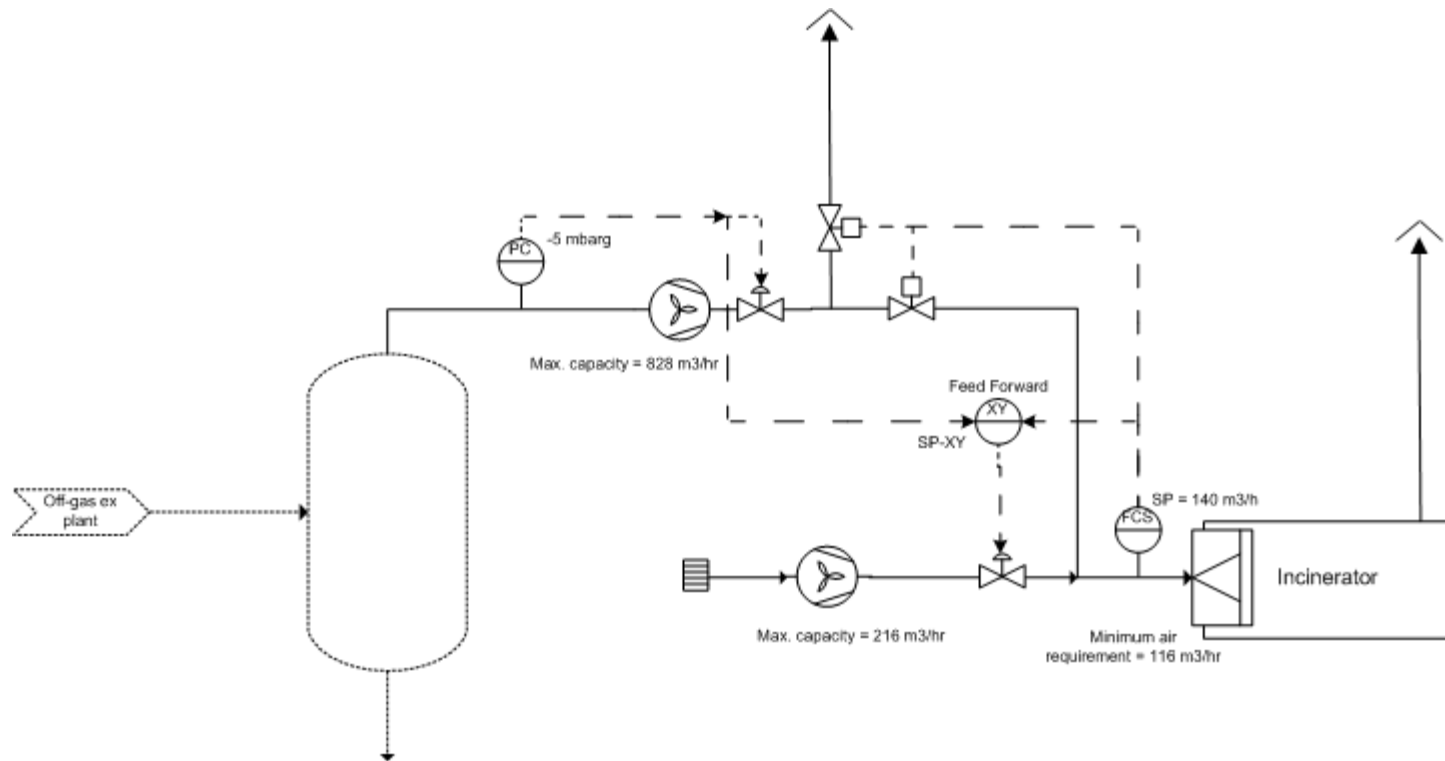 PC
-5 mbarg
Max. capacity = 828 m3/hr
Feed Forward
XY
SP-XY
Off-gas ex
plant
SP = 140 m3/h
FCS
Incinerator
Max. capacity = 216 m3/hr
Minimum air
requirement = 116 m3/hr